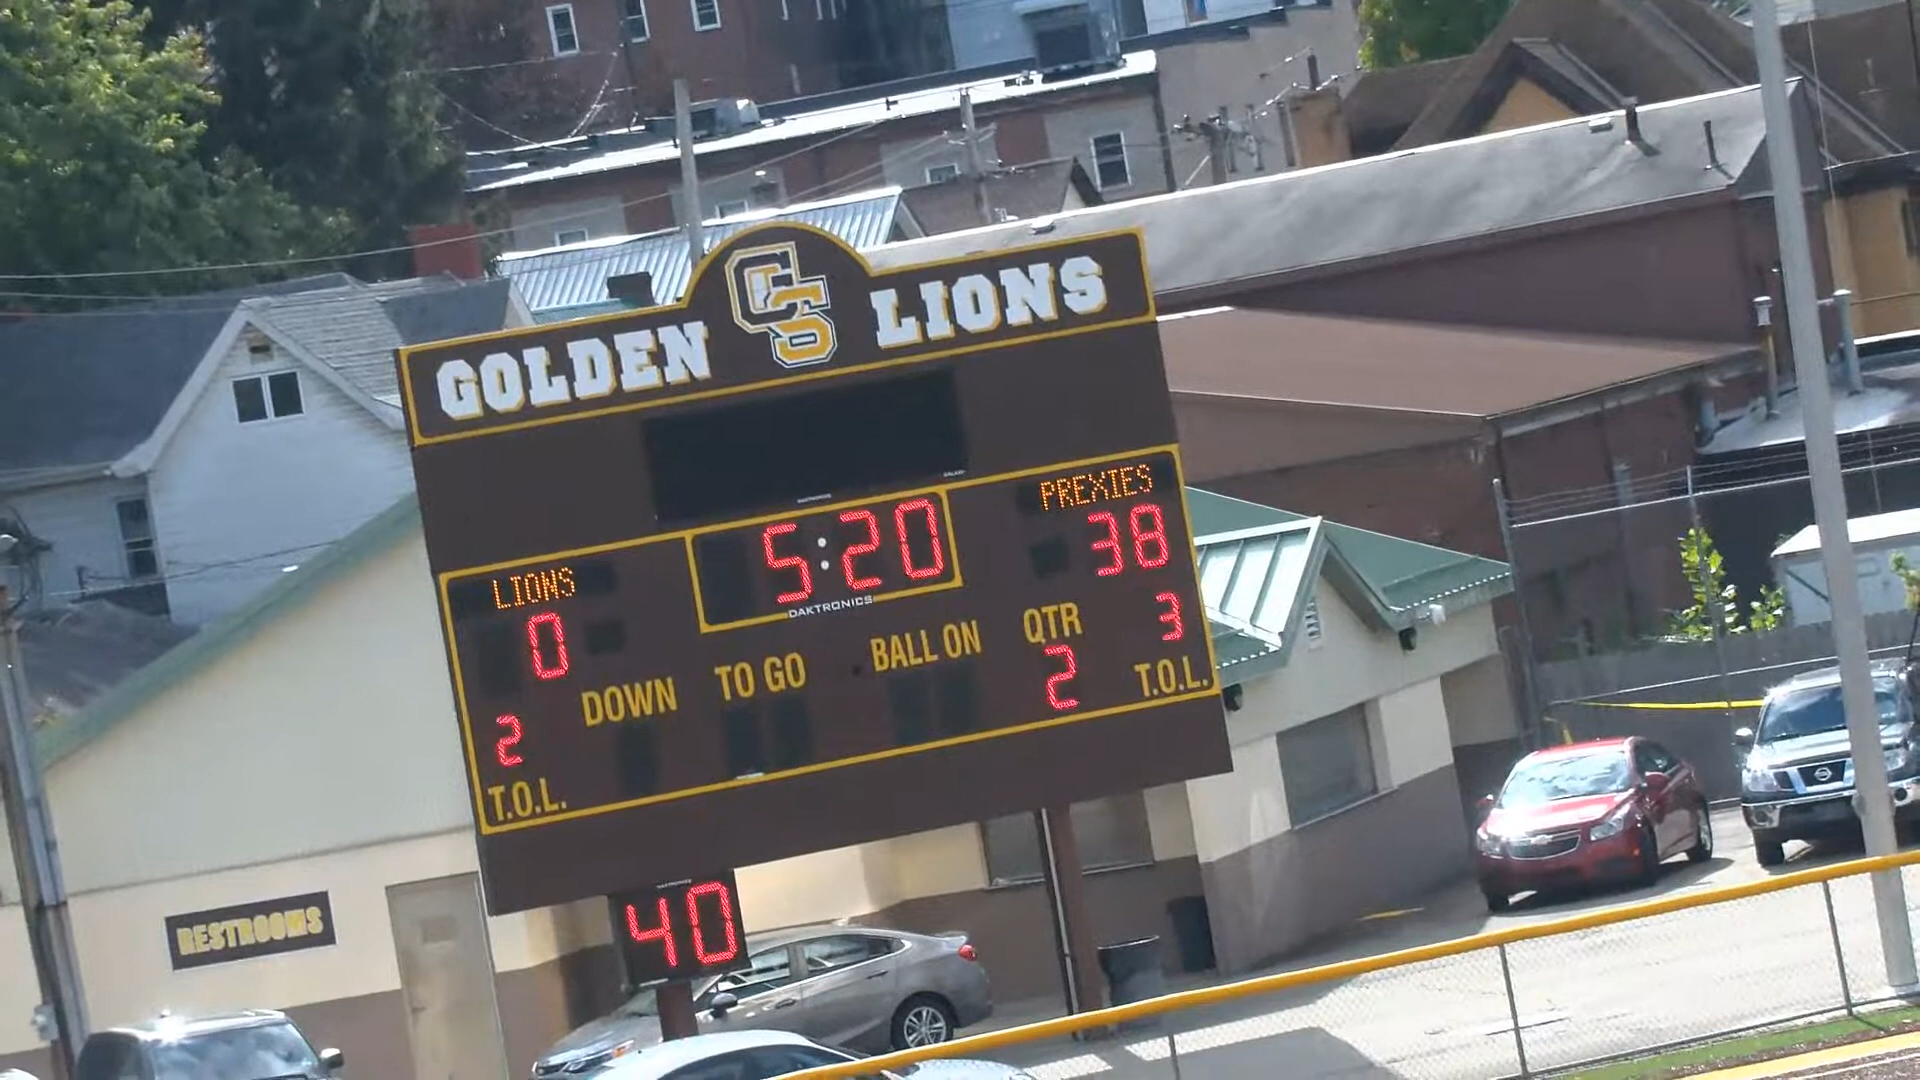 GOLDEN GS LIONS
PREXIES
5:20
38
LIONS
DAKTRONICS
0
DOWN
TO GO
BALL ON
QTR
3
2
2
T.O.L.
T.O.L.
40
RESTROOMS